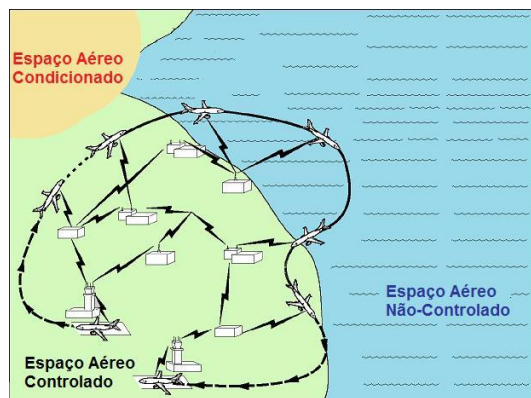 Espaço Aéreo
Condicionado
Espaço Aéreo
Não-Controlado
Espaço Aéreo
Controlado